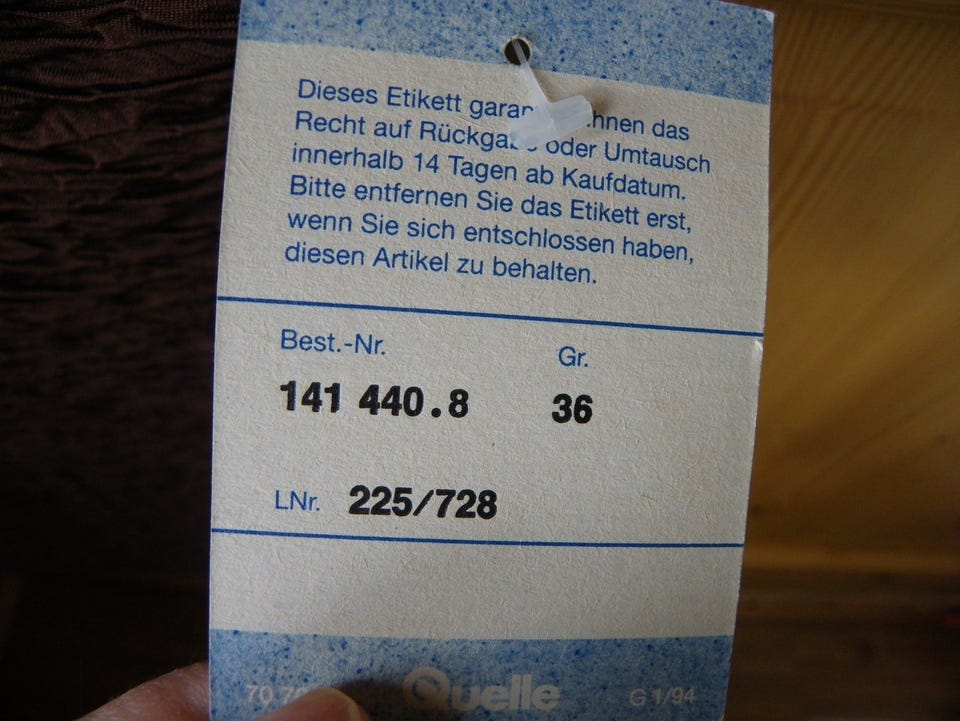 Dieses Etikett das
Recht auf oder Umtausch
innerhalb 14 Tagen ab Kaufdatum.
Bitte entfernen Sie das Etikett erst,
wenn Sie sich entschlossen haben,
diesen Artikel zu behalten.
Best.-Nr. Gr.
141 440.8 36
LNr. 225/728
70 Quelle G 1/94